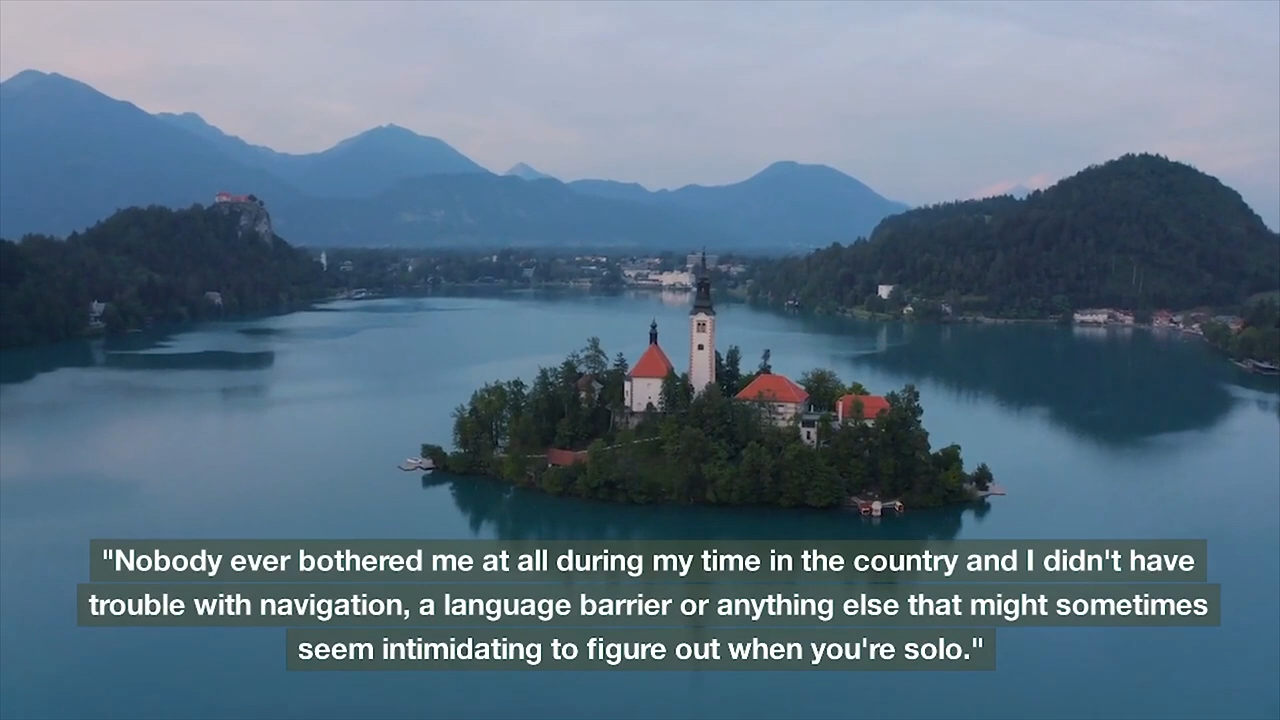 "Nobody ever bothered me at all during my time in the country and I didn't have
trouble with navigation, a language barrier or anything else that might sometimes
seem intimidating to figure out when you're solo."